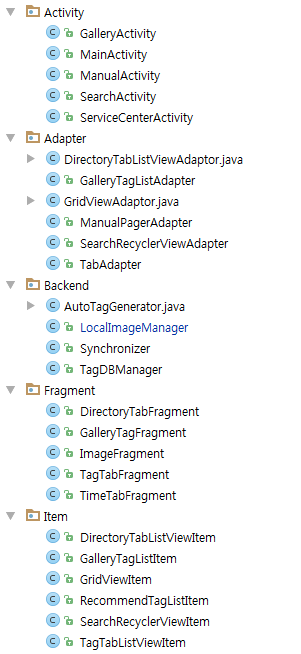 Activity
GalleryActivity
MainActivity
ManualActivity
SearchActivity
ServiceCenterActivity
Adapter
DirectoryTabListViewAdaptor.java
GalleryTagListAdapter
GridViewAdaptor.java
ManualPagerAdapter
SearchRecyclerViewAdapter
TabAdapter
Backend
AutoTagGenerator.java
LocalImageManager
Synchronizer
TagDBManager
Fragment
DirectoryTabFragment
GalleryTagFragment
ImageFragment
TagTabFragment
TimeTabFragment
Item
DirectoryTabListViewItem
GalleryTagListItem
GridViewItem
RecommendTagListItem
SearchRecyclerViewItem
TagTabListViewItem